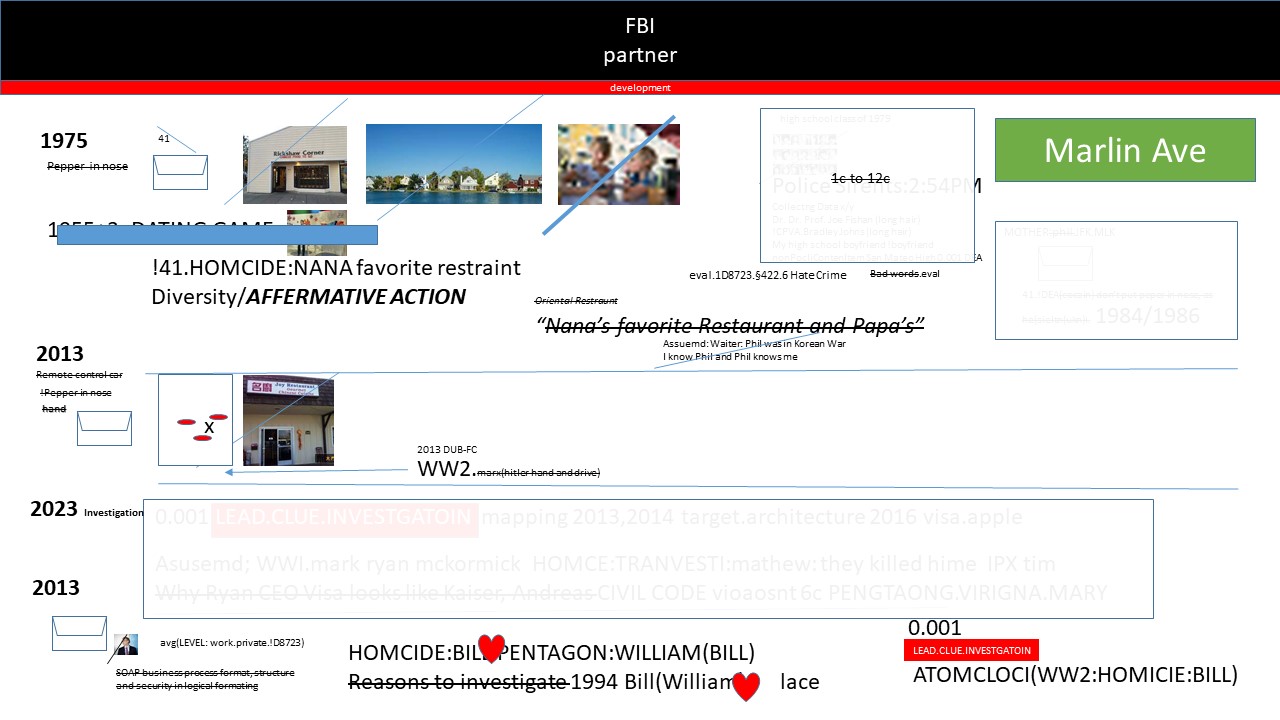 FBI
partner
development
1975
Pepper in nose
41
Rickshaw Corner
high school class of 1975
1c to 12c
Police Sirents:2:54PM
Collecting Data s/y
Dr. Dr. Prof. Joe Fisher (long hair)
(long hair)
My high school boyfriend/boyfriend:
Marlin Ave
DATING GAME
!41.HOMCIDE:NANA favorite restraint
Diversity/AFFERMATIVE ACTION
eval.1D8723.§422.6 Hate Crime
Bad words.eval
Oriental Restraunt
“Nana’s favorite Restaurant and Papa’s”
Assuemd: Waiter: Phil was in Korean War
I know Phil and Phil knows me
1984/1986
2013
Remote control car
!Pepper in nose
hand
x
名廚 Joy Restaurant
Gourmet
Chinese Cuisine
2013 DUB-FC
WW2.marx(hitler hand and drive)
2023 Investigation
0.001 LEAD.CLUE.INVESTGATOIN mapping 2013,2014 target.architecture 2016 visa.apple
Asusemd; WWI.mark ryan mckormick HOMCE:TRANVESTI:mathew: they killed hime IPX tim
Why Ryan CEO Visa looks like Kaiser, Andreas CIVIL CODE vioaosnt 6c PENGTAONG.VIRIGNA.MARY
2013
avg(LEVEL: work.private.!D8723)
SOAP business process format, structure
and security in logical formating
HOMCIDE:BILL PENTAGON:WILLIAM(BILL)
Reasons to investigate 1994 Bill(William) lace
0.001
LEAD.CLUE.INVESTGATOIN
ATOMCLOCI(WW2:HOMICIE:BILL)